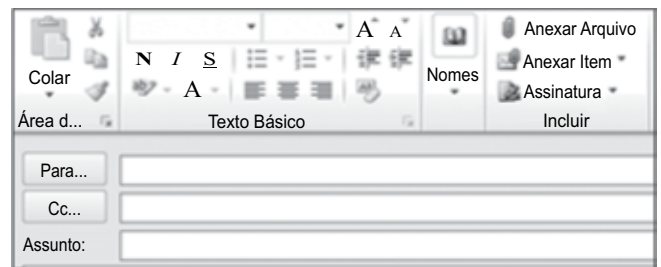 Anexar Arquivo
N I S A A
Colar Nomes Anexar Item
A Assinatura
Área d... Texto Básico Incluir
Para...
Cc...
Assunto: